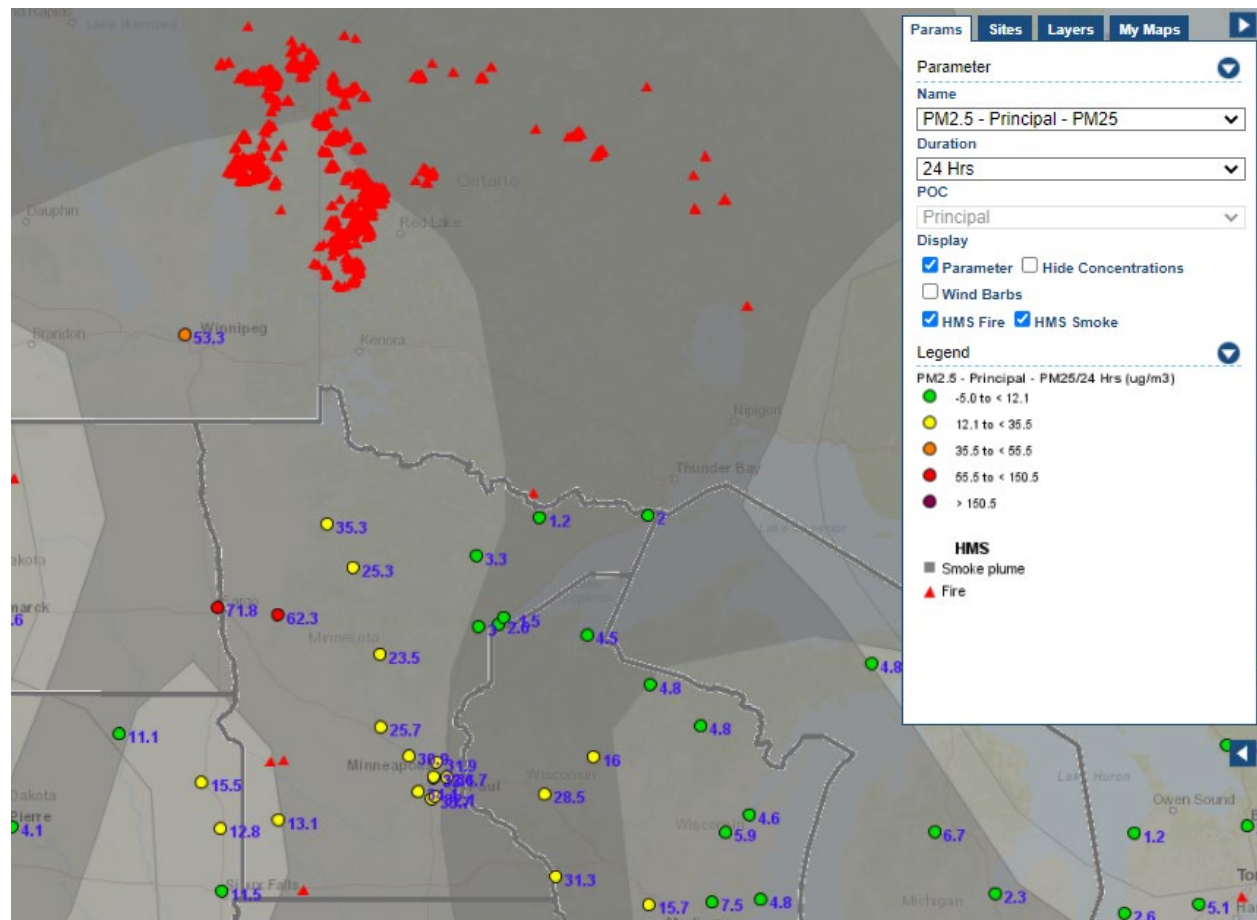 Lake Winnipeg
Params Sites Layers My Maps
Parameter
Name
PM2.5 - Principal - PM25
Duration
24 Hrs
POC
Principal
Display
Parameter Hide Concentrations
Wind Barbs
HMS Fire HMS Smoke
Legend
PM2.5 - Principal - PM25/24 Hrs (ug/m3)
-5.0 to < 12.1
12.1 to < 35.5
35.5 to < 55.5
55.5 to < 150.5
> 150.5
HMS
Smoke plume
Fire
Ontario
Dauphin
Red Lake
Brandon
Winnipeg
53.3
Kenora
Nipigon
Thunder Bay
35.3
1.2
2
3.3
25.3
Fargo
71.8
62.3
Minnesota
3
4.5
23.5
4.8
4.8
4.8
11.1
25.7
16
Minneapolis
31.9
Wisconsin
15.5
28.5
Lake Huron
Owen Sound
Dakota
Pierre
4.1
12.8
13.1
4.6
Wisconsin
5.9
6.7
1.2
Sioux Falls
11.5
31.3
15.7
7.5
4.8
Michigan
2.3
5.1
2.6